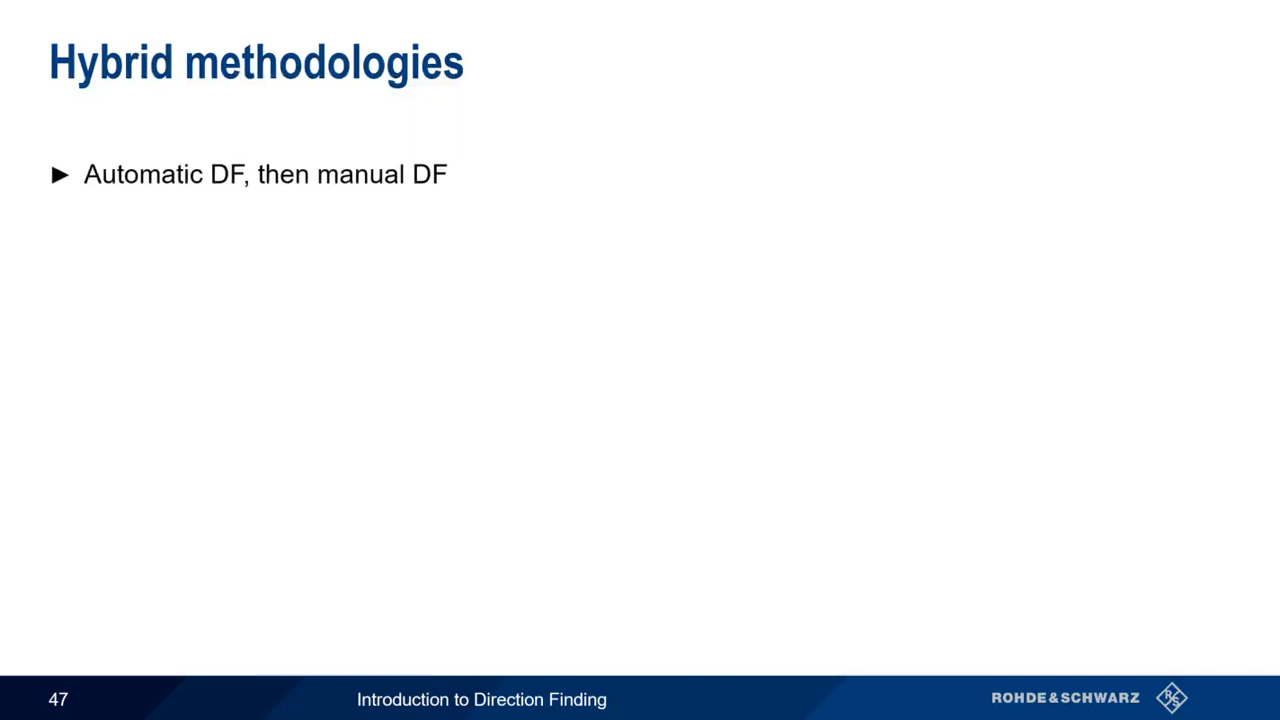 Hybrid methodologies
► Automatic DF, then manual DF
47
Introduction to Direction Finding
ROHDE&SCHWARZ
R&S